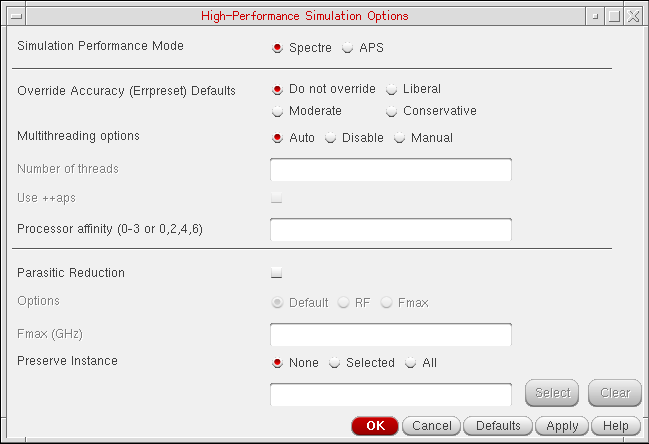 High-Performance Simulation Options
Simulation Performance Mode Spectre APS
Override Accuracy (Errpreset) Defaults Do not override Liberal
Moderate Conservative
Multithreading options Auto Disable Manual
Number of threads
Use ++aps
Processor affinity (0-3 or 0,2,4,6)
Parasitic Reduction
Options Default RF Fmax
Fmax (GHz)
Preserve Instance None Selected All
Select Clear
OK Cancel Defaults Apply Help